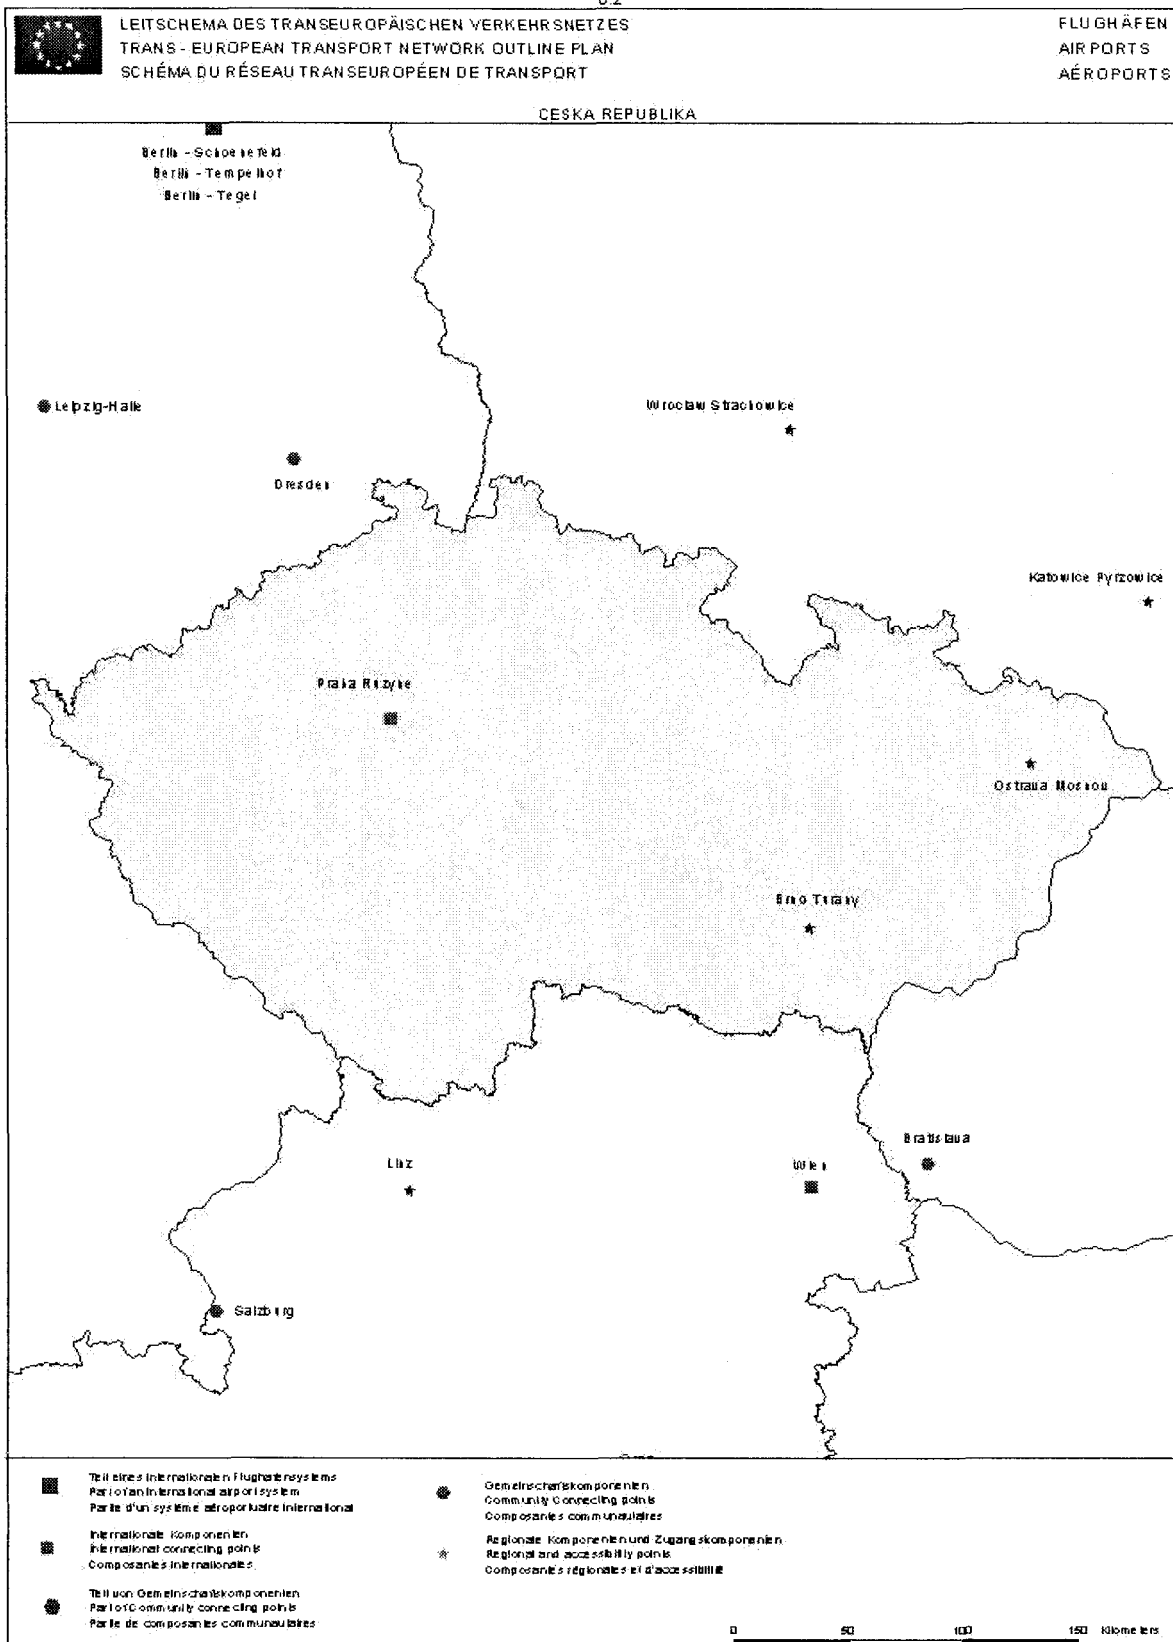 LEITSCHEMA DES TRANSEUROPÄISCHEN VERKEHRSNETZES
TRANS - EUROPEAN TRANSPORT NETWORK OUTLINE PLAN
SCHÉMA DU RÉSEAU TRANSEUROPÉEN DE TRANSPORT
FLUGHÄFEN
AIRPORTS
AÉROPORTS
CESKA REPUBLIKA
Berlin - Schoenefeld
Berlin - Tempelhof
Berlin - Tegel
Leipzig-Halle
Wroclaw Strachowice
Dresden
Katowice Pyrzowice
Praha Ruzyne
Ostrava Mosnov
Brno Turany
Bratislava
Linz
Wien
Salzburg
Teil eines Internationalen Flughafensystems
Part of an International airport system
Partie d'un système aéroportuaire international
Internationale Komponenten
International connecting points
Composantes internationales
Teil von Gemeinschaftskomponenten
Part of Community connecting points
Partie de composantes communautaires
Gemeinschaftskomponenten
Community Connecting points
Composantes communautaires
Regionale Komponenten und Zugangskomponenten
Regional and accessibility points
Composantes régionales et d'accessibilité
0 50 100 150 Kilometers